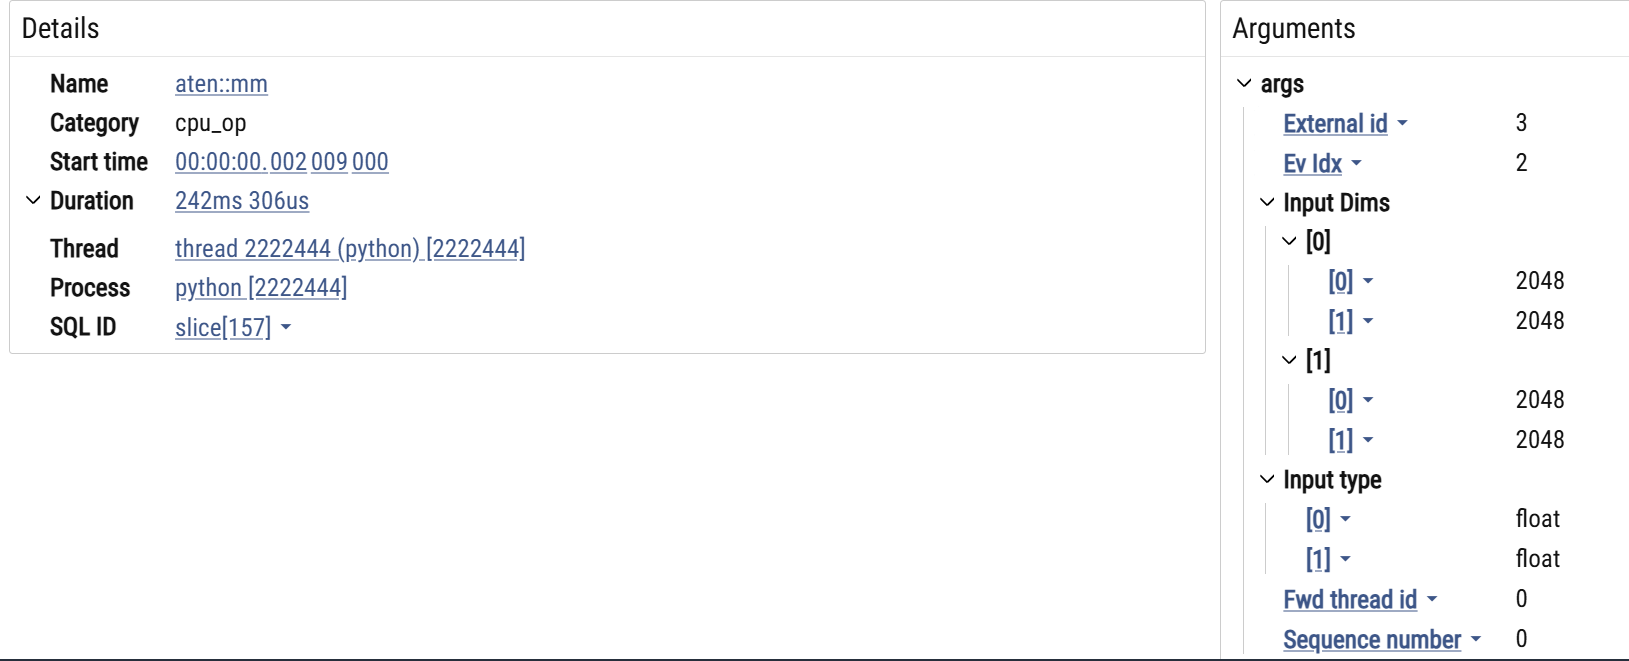 Details
Name aten::mm
Category cpu_op
Start time 00:00:00.002 009 000
Duration 242ms 306us
Thread thread 2222444 (python) [2222444]
Process python [2222444]
SQL ID slice[157]
Arguments
args
External id 3
Ev Idx 2
Input Dims
[0]
[0] 2048
[1] 2048
[1]
[0] 2048
[1] 2048
Input type
[0] float
[1] float
Fwd thread id 0
Sequence number 0